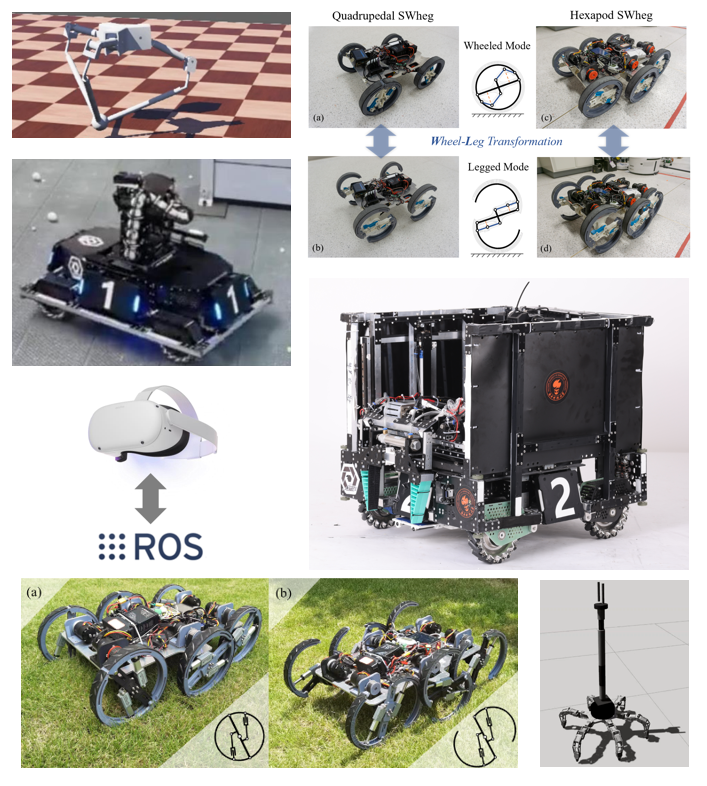 Quadrupedal SWheg
Hexapod SWheg
Wheeled Mode
(a)
(c)
Wheel-Leg Transformation
Legged Mode
(b)
(d)
1
1
2
ROS
(a)
(b)